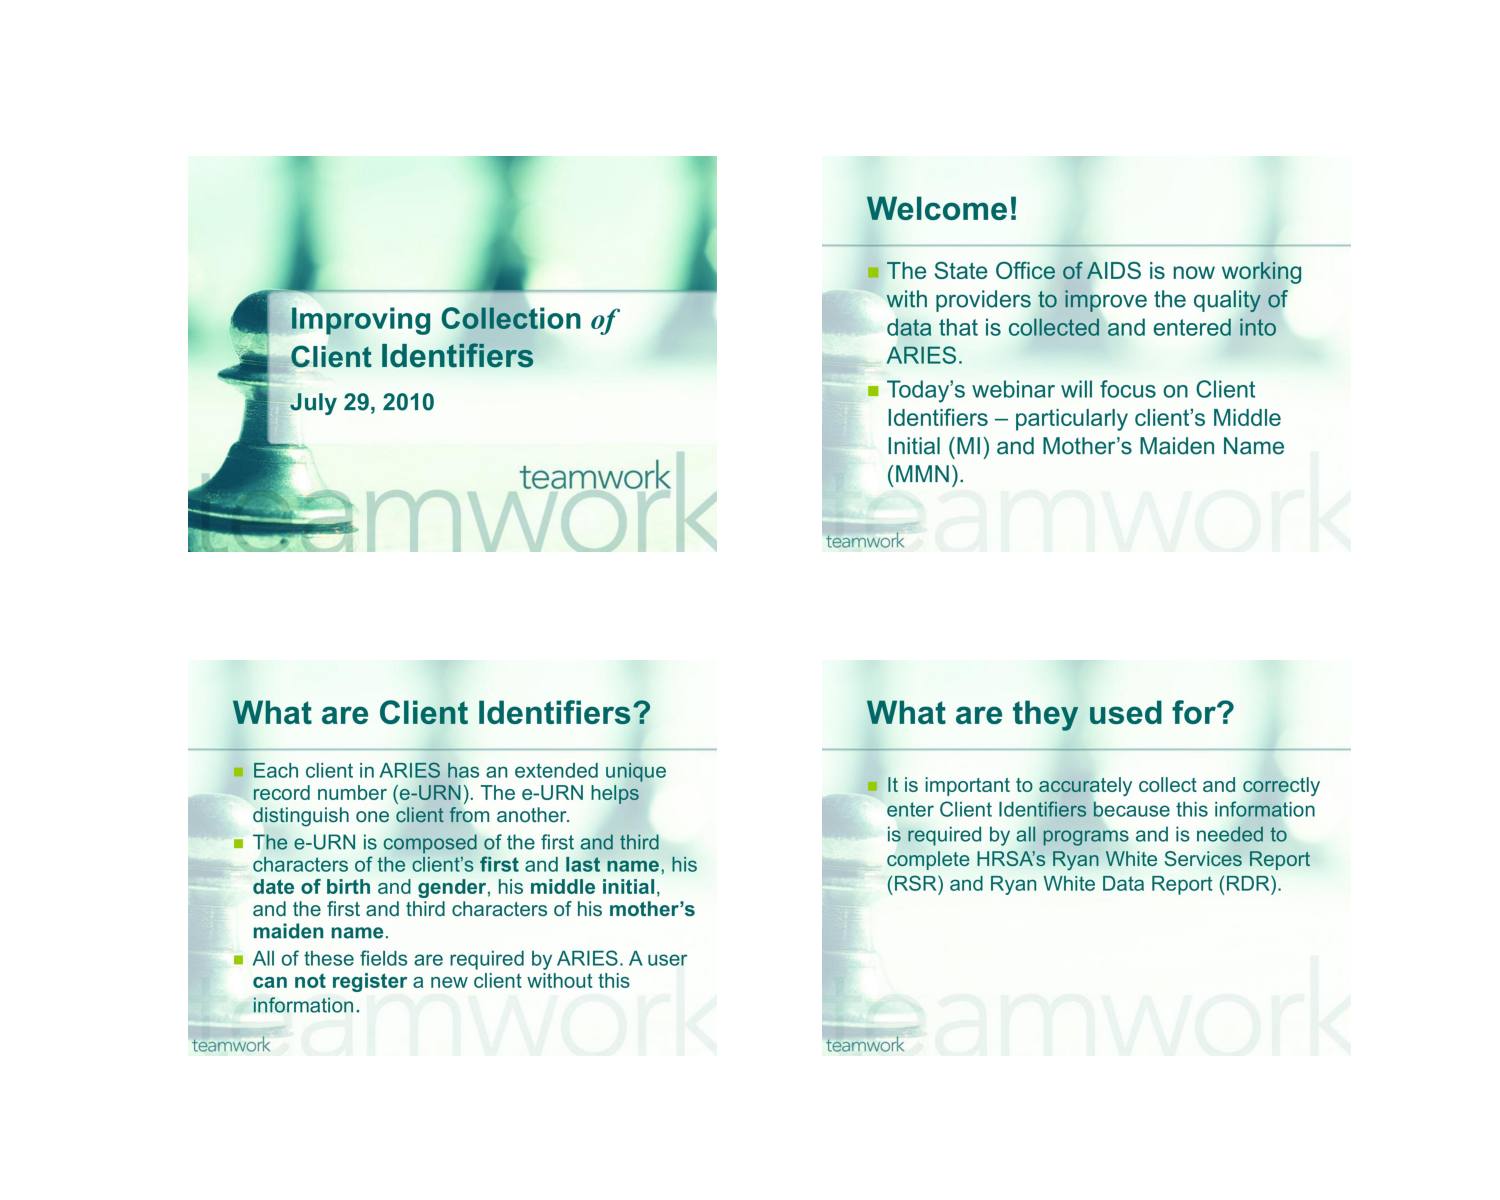 Improving Collection of
Client Identifiers
July 29, 2010
teamwork
teamwork
Welcome!
The State Office of AIDS is now working
with providers to improve the quality of
data that is collected and entered into
ARIES.
Today’s webinar will focus on Client
Identifiers – particularly client’s Middle
Initial (MI) and Mother’s Maiden Name
(MMN).
teamwork
teamwork
What are Client Identifiers?
Each client in ARIES has an extended unique
record number (e-URN). The e-URN helps
distinguish one client from another.
The e-URN is composed of the first and third
characters of the client’s first and last name, his
date of birth and gender, his middle initial,
and the first and third characters of his mother’s
maiden name.
All of these fields are required by ARIES. A user
can not register a new client without this
information.
teamwork
teamwork
What are they used for?
It is important to accurately collect and correctly
enter Client Identifiers because this information
is required by all programs and is needed to
complete HRSA’s Ryan White Services Report
(RSR) and Ryan White Data Report (RDR).
teamwork
teamwork